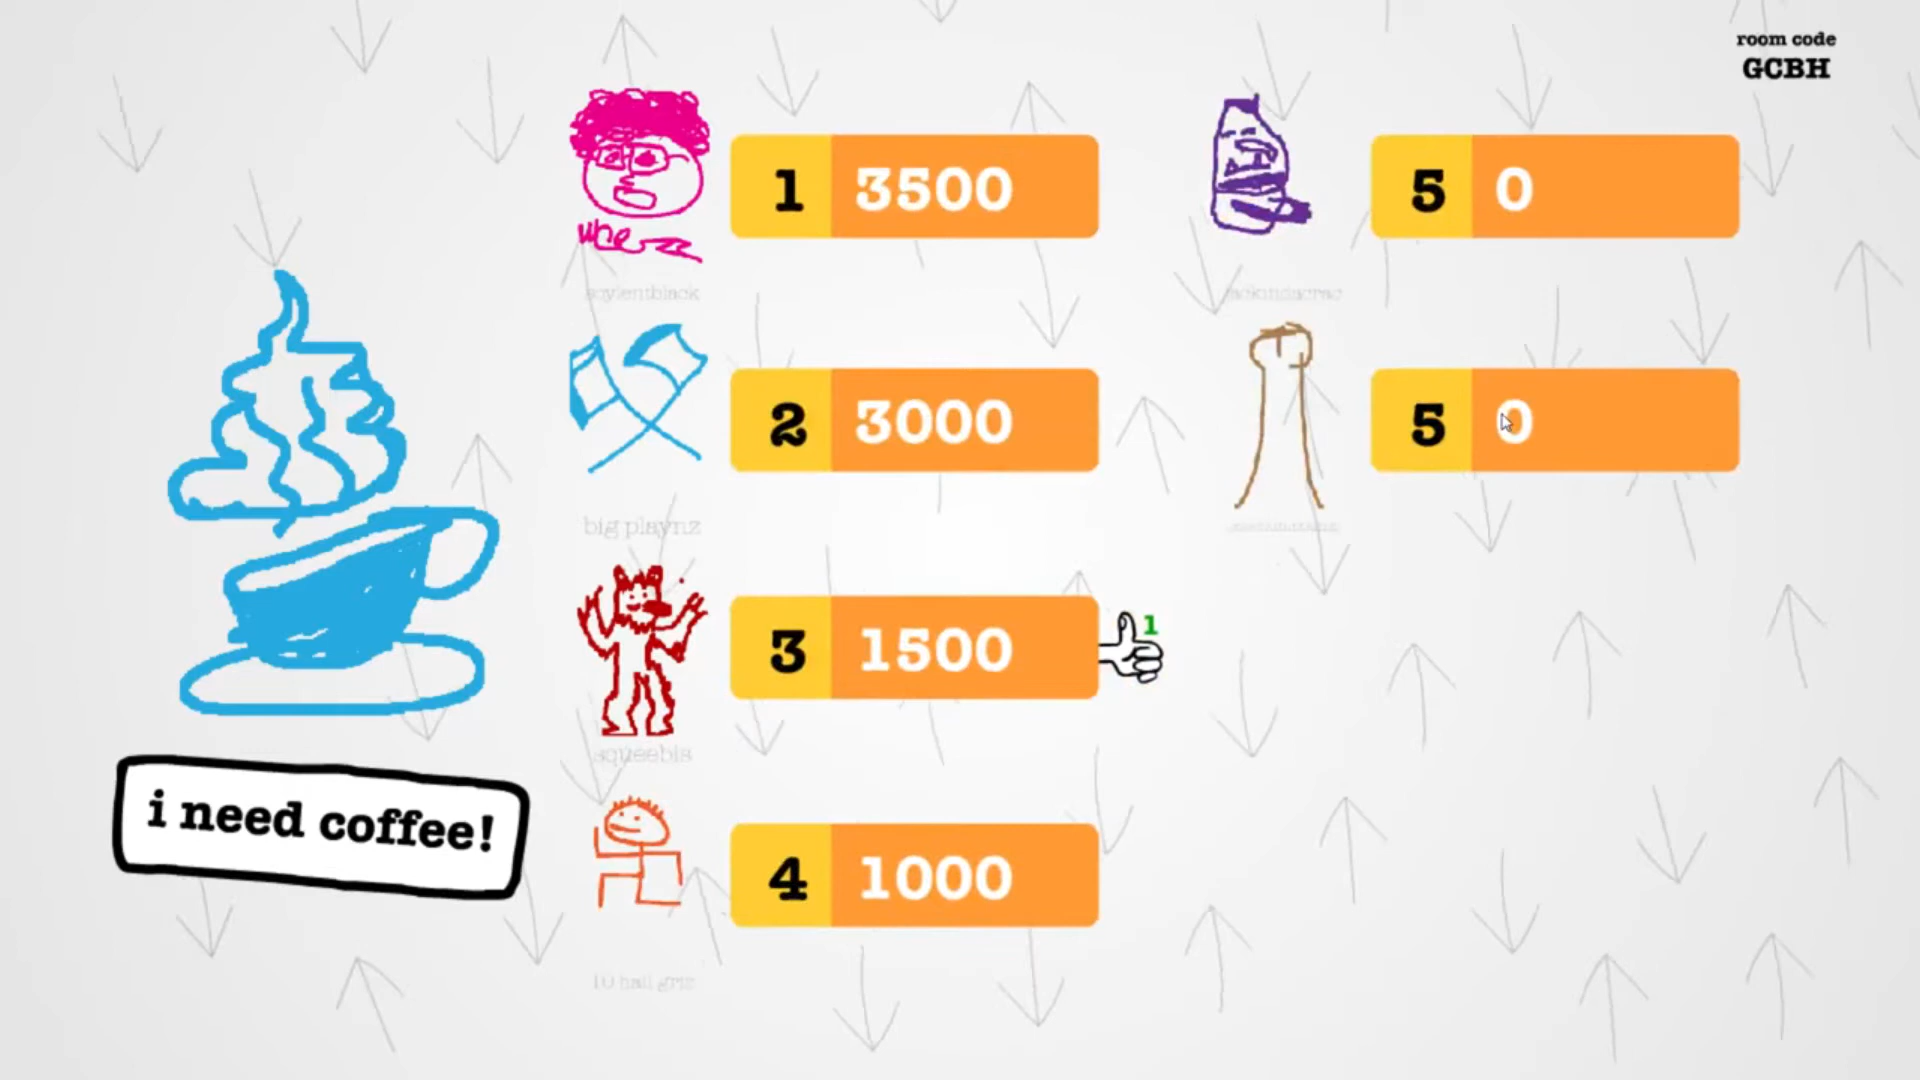 room code
GCBH
1 3500
soylentblack
2 3000
big playnz
3 1500
1
squeebis
4 1000
5 0
5 0
i need coffee!